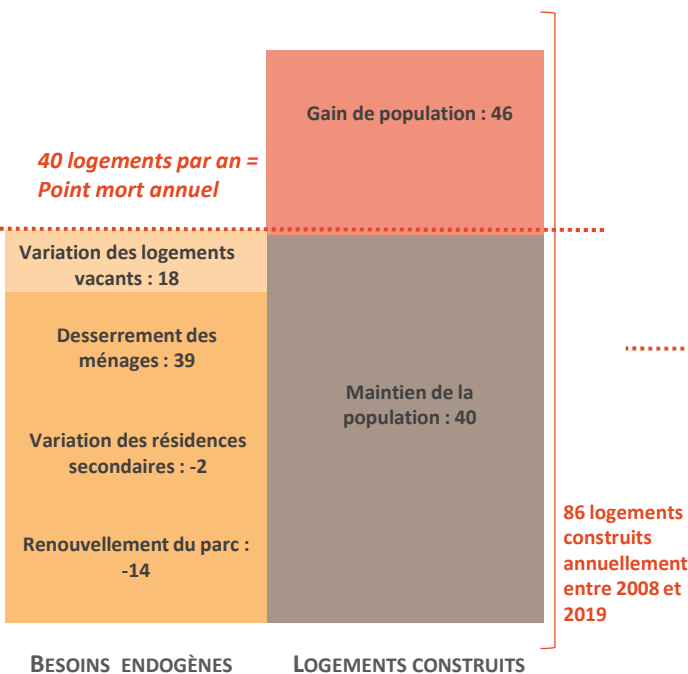 Gain de population : 46
40 logements par an =
Point mort annuel
Variation des logements
vacants : 18
Desserrement des
ménages : 39
Maintien de la
population : 40
Variation des résidences
secondaires : -2
Renouvellement du parc :
-14
86 logements
construits
annuellement
entre 2008 et
2019
BESOINS ENDOGÈNES
LOGEMENTS CONSTRUITS